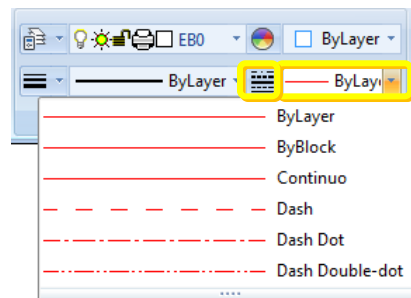 EB0 ByLayer
ByLayer ByLay
ByLayer
ByBlock
Continuo
Dash
Dash Dot
Dash Double-dot